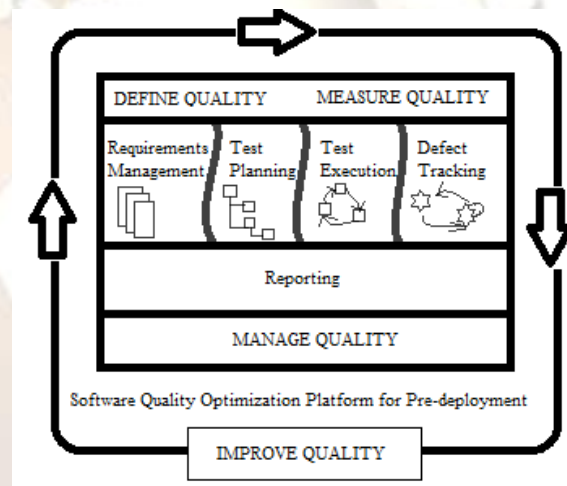 DEFINE QUALITY MEASURE QUALITY
Requirements
Management
Test
Planning
Test
Execution
Defect
Tracking
Reporting
MANAGE QUALITY
Software Quality Optimization Platform for Pre-deployment
IMPROVE QUALITY